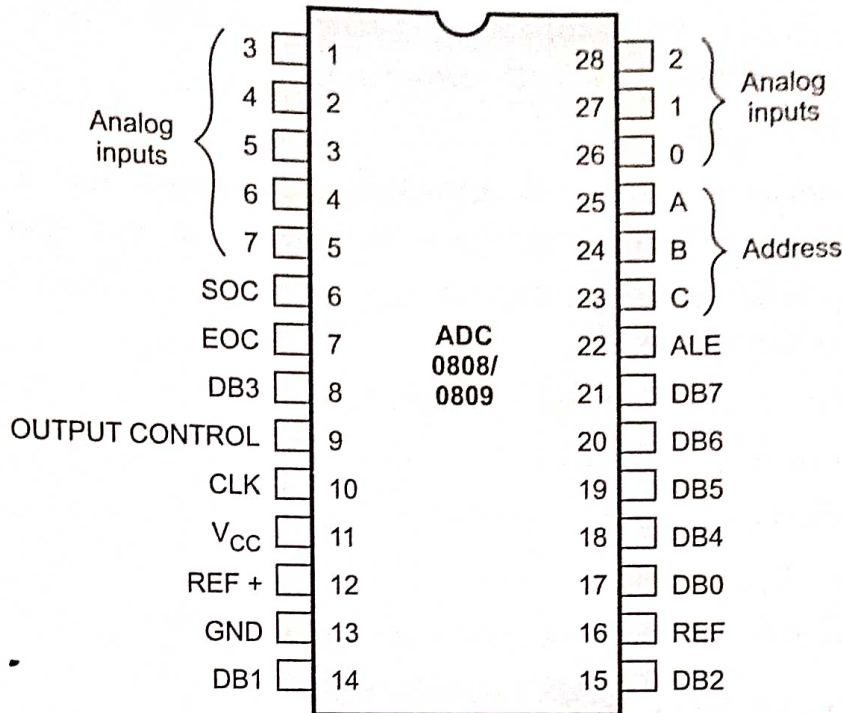 3 1 28 2
4 2 27 1
Analog inputs
5 3 26 0
Analog inputs
6 4 25 A
7 5 24 B
Address
SOC 6 23 C
EOC 7 22 ALE
ADC
0808/
0809
DB3 8 21 DB7
OUTPUT CONTROL 9 20 DB6
CLK 10 19 DB5
VCC 11 18 DB4
REF + 12 17 DB0
GND 13 16 REF
DB1 14 15 DB2